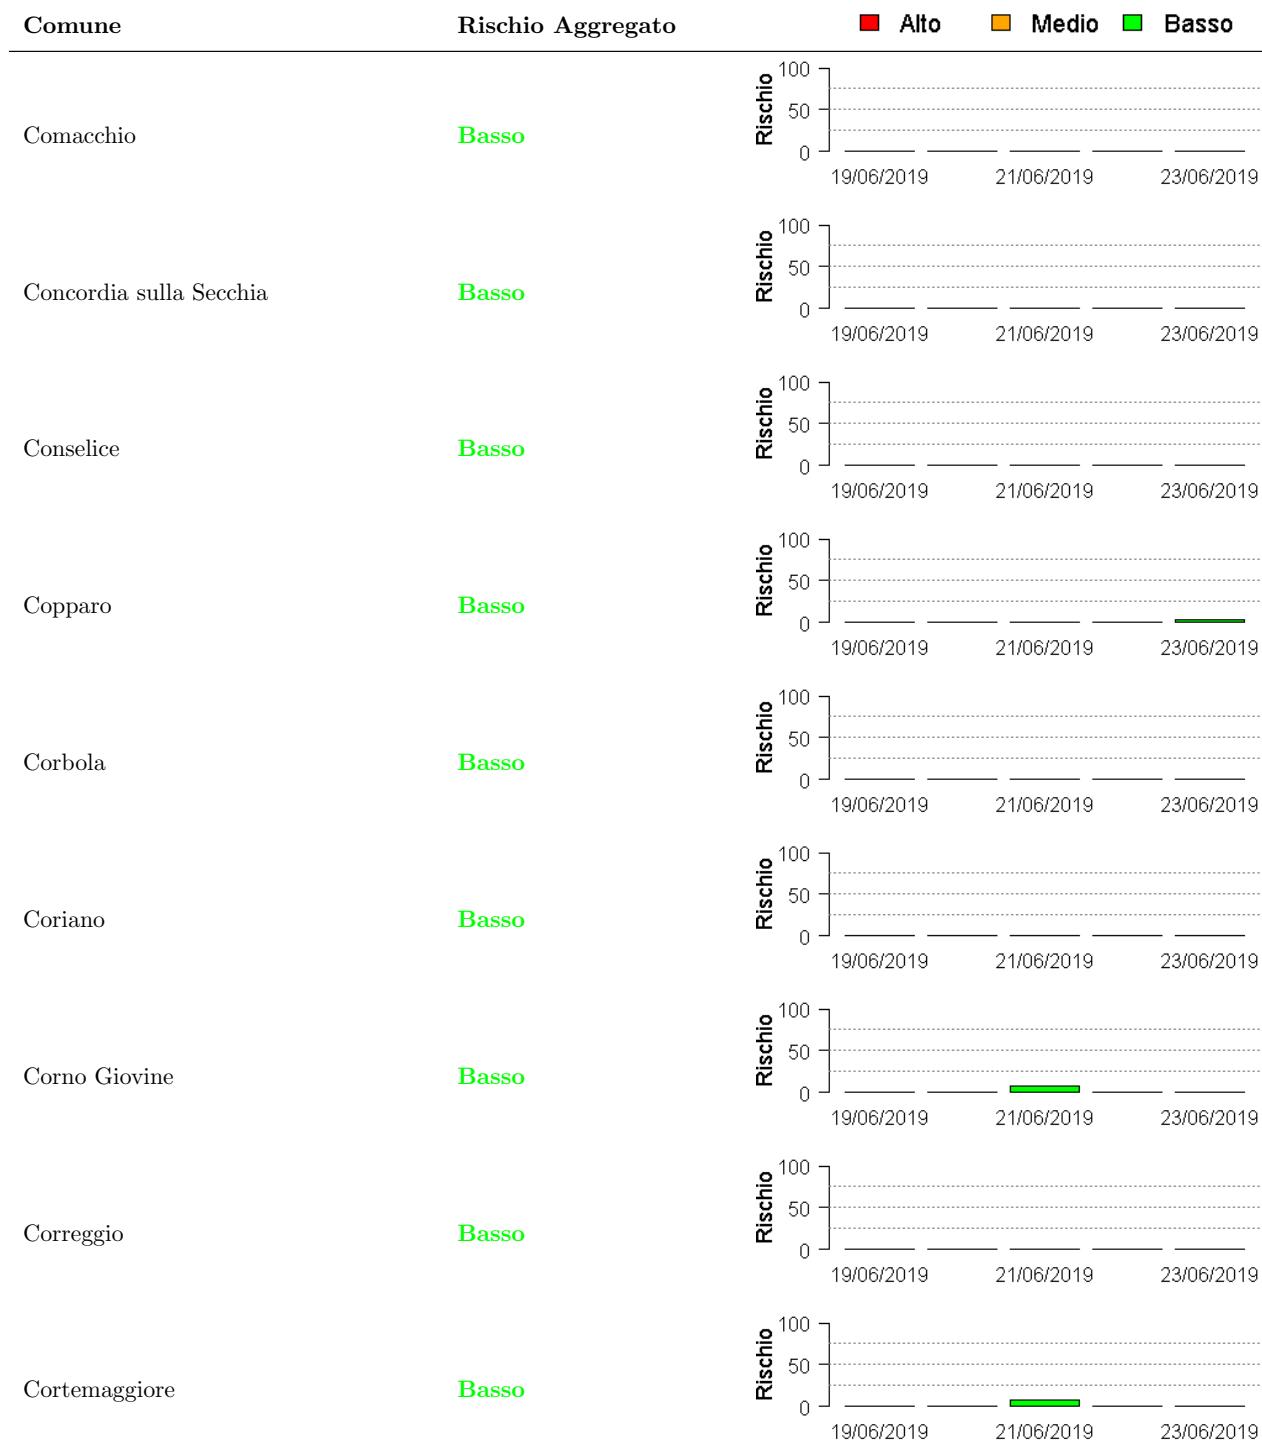 Comune Rischio Aggregato Alto Medio Basso
Comacchio Basso Rischio 100 50 0
19/06/2019 21/06/2019 23/06/2019
Concordia sulla Secchia Basso Rischio 100 50 0
19/06/2019 21/06/2019 23/06/2019
Conselice Basso Rischio 100 50 0
19/06/2019 21/06/2019 23/06/2019
Copparo Basso Rischio 100 50 0
19/06/2019 21/06/2019 23/06/2019
Corbola Basso Rischio 100 50 0
19/06/2019 21/06/2019 23/06/2019
Coriano Basso Rischio 100 50 0
19/06/2019 21/06/2019 23/06/2019
Corno Giovine Basso Rischio 100 50 0
19/06/2019 21/06/2019 23/06/2019
Correggio Basso Rischio 100 50 0
19/06/2019 21/06/2019 23/06/2019
Cortemaggiore Basso Rischio 100 50 0
19/06/2019 21/06/2019 23/06/2019